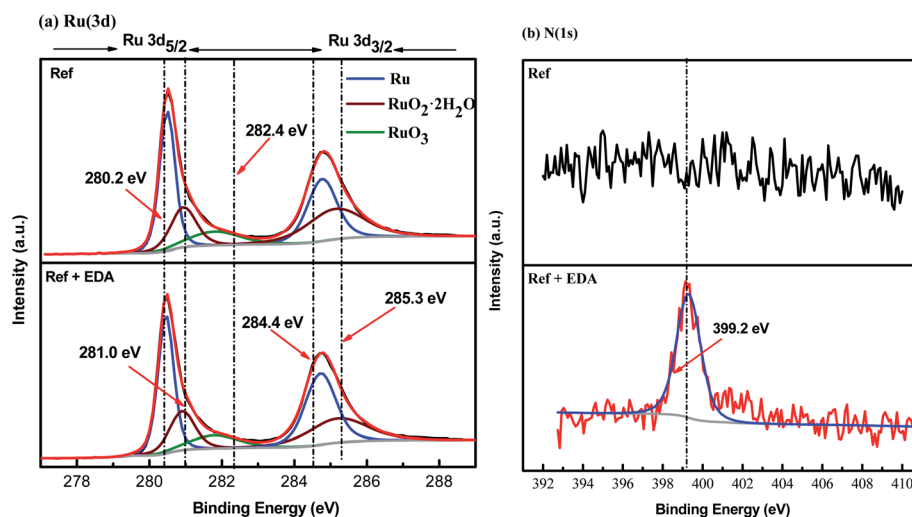 (a) Ru(3d)
Ru 3d5/2 Ru 3d3/2
Ref
Ru
RuO2·2H2O
RuO3
282.4 eV
280.2 eV
Ref + EDA
285.3 eV
284.4 eV
281.0 eV
Intensity (a.u.)
278 280 282 284 286 288
Binding Energy (eV)
(b) N(1s)
Ref
Ref + EDA
399.2 eV
Intensity (a.u.)
392 394 396 398 400 402 404 406 408 410
Binding Energy (eV)